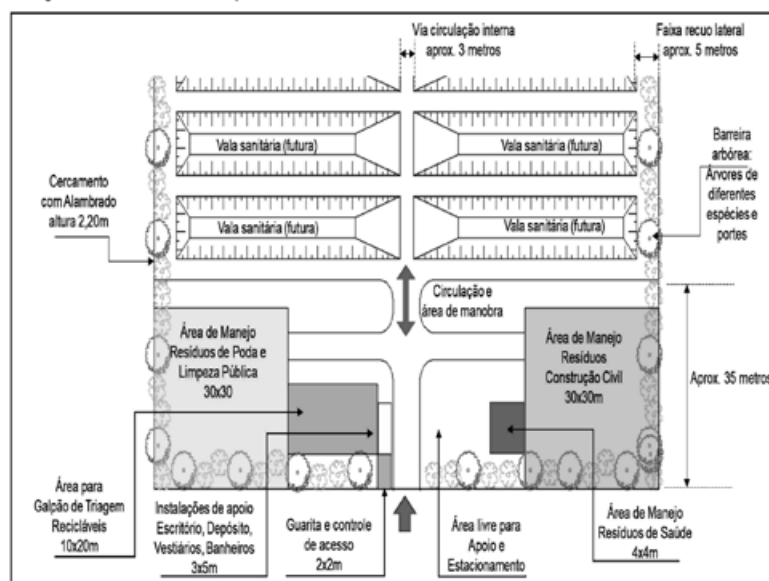 Via circulação interna
aprox. 3 metros
Faixa recuo lateral
aprox. 5 metros
Vala sanitária (futura)
Vala sanitária (futura)
Barreira
arbórea:
Árvores de
diferentes
espécies e
portes
Cercamento
com Alambrado
altura 2,20m
Vala sanitária (futura)
Vala sanitária (futura)
Circulação e
área de manobra
Área de Manejo
Resíduos de Poda e
Limpeza Pública
30x30
Área de Manejo
Resíduos
Construção Civil
30x30m
Aprox. 35 metros
Área para
Galpão de Triagem
Recicláveis
10x20m
Instalações de apoio
Escritório, Depósito,
Vestiários, Banheiros
3x5m
Guarita e controle
de acesso
2x2m
Área livre para
Apoio e
Estacionamento
Área de Manejo
Resíduos de Saúde
4x4m